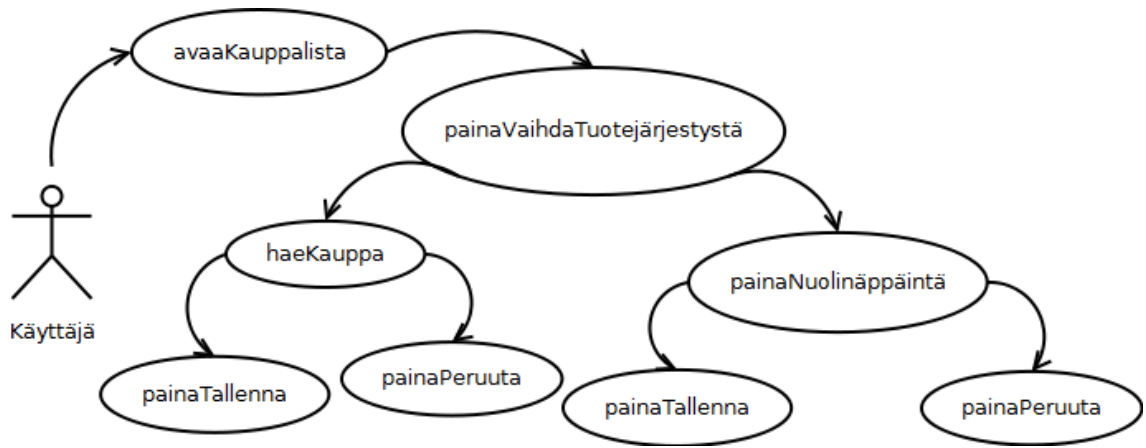 avaaKauppalista
painaVaihdaTuotejärjestystä
haeKauppa
painaNuolinäppäintä
Käyttäjä
painaTallenna
painaPeruuta
painaTallenna
painaPeruuta